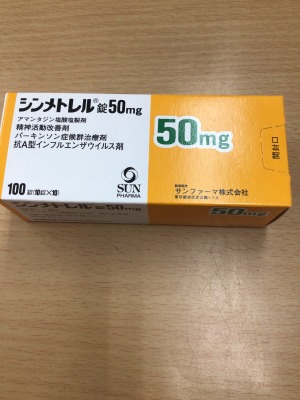 シンメトレル®錠50mg
アマンタジン塩酸塩製剤
精神活動改善剤
パーキンソン症候群治療剤
抗A型インフルエンザウイルス剤
50mg
開封口
100錠(10錠×10)
SUN
PHARMA
サンファーマ株式会社
シンメトレル®錠50mg